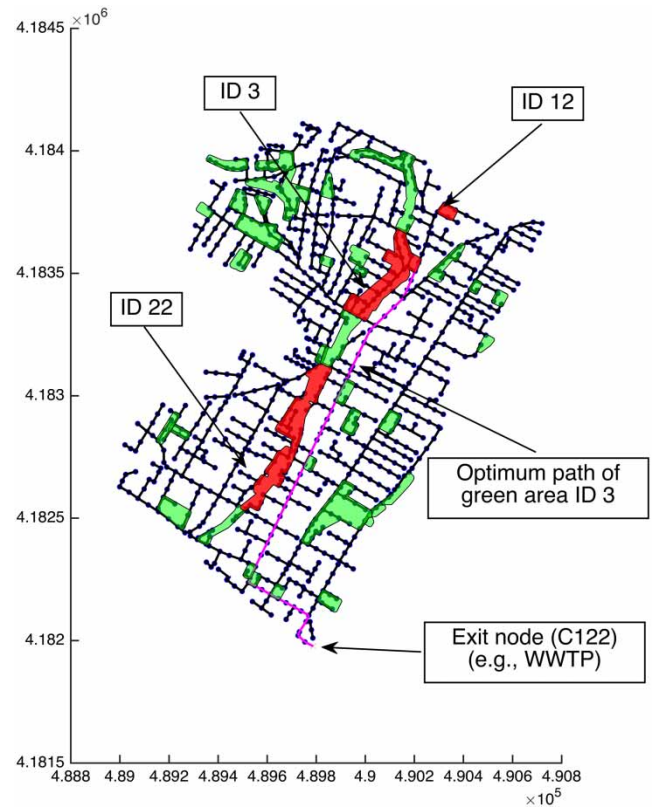 ×10⁶
4.1845
4.184
4.1835
4.183
4.1825
4.182
4.1815
ID 3
ID 12
ID 22
Optimum path of
green area ID 3
Exit node (C122)
(e.g., WWTP)
4.888 4.89 4.892 4.894 4.896 4.898 4.9 4.902 4.904 4.906 4.908
×10⁵